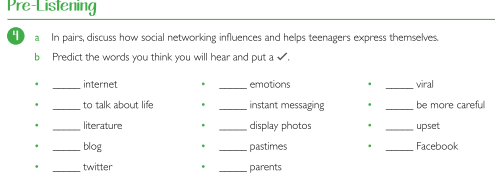 Pre-Listening
4 a In pairs, discuss how social networking influences and helps teenagers express themselves.
b Predict the words you think you will hear and put a ✓.
• _____ internet
• _____ to talk about life
• _____ literature
• _____ blog
• _____ twitter
• _____ emotions
• _____ instant messaging
• _____ display photos
• _____ pastimes
• _____ parents
• _____ viral
• _____ be more careful
• _____ upset
• _____ Facebook